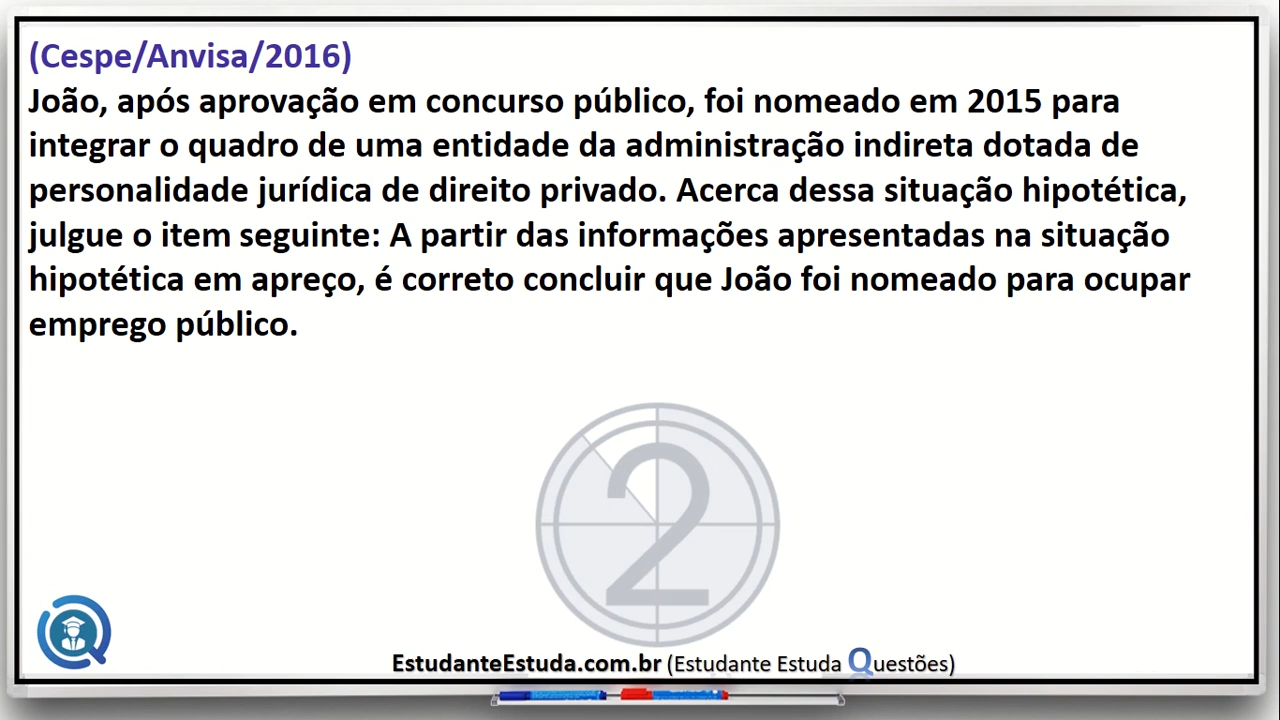 (Cespe/Anvisa/2016)
João, após aprovação em concurso público, foi nomeado em 2015 para
integrar o quadro de uma entidade da administração indireta dotada de
personalidade jurídica de direito privado. Acerca dessa situação hipotética,
julgue o item seguinte: A partir das informações apresentadas na situação
hipotética em apreço, é correto concluir que João foi nomeado para ocupar
emprego público.
2
EstudanteEstuda.com.br (Estudante Estuda Questões)